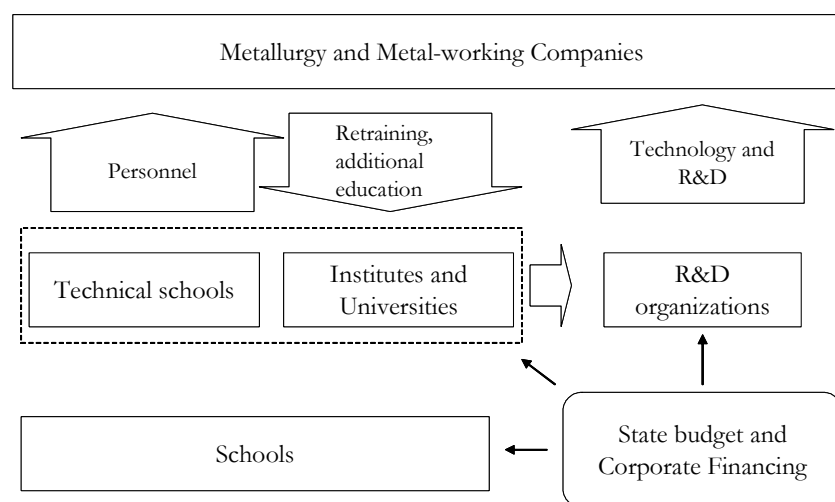 Metallurgy and Metal-working Companies
Personnel
Retraining,
additional
education
Technology and
R&D
Technical schools
Institutes and
Universities
R&D
organizations
Schools
State budget and
Corporate Financing